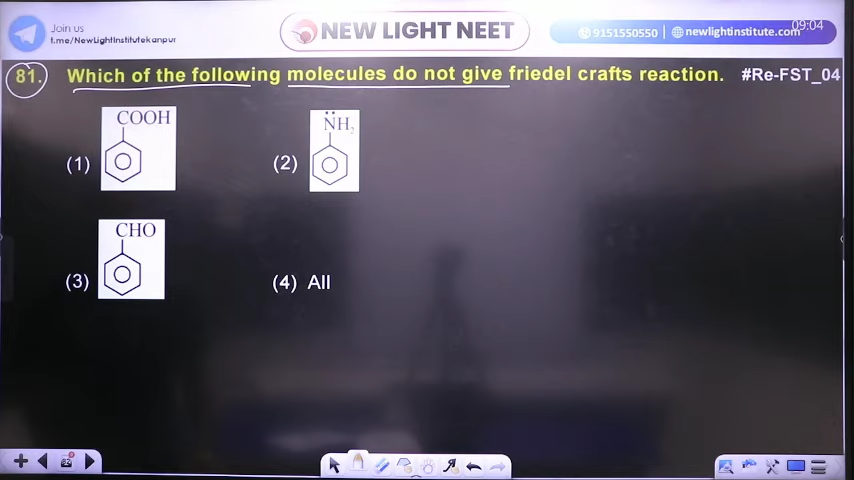 Join us
t.me/NewLightInstitutekanpur
NEW LIGHT NEET
9151550550 | newlightinstitute.com
09:04
81. Which of the following molecules do not give friedel crafts reaction. #Re-FST_04
(1) COOH
(2) NH₂
(3) CHO
(4) All
82